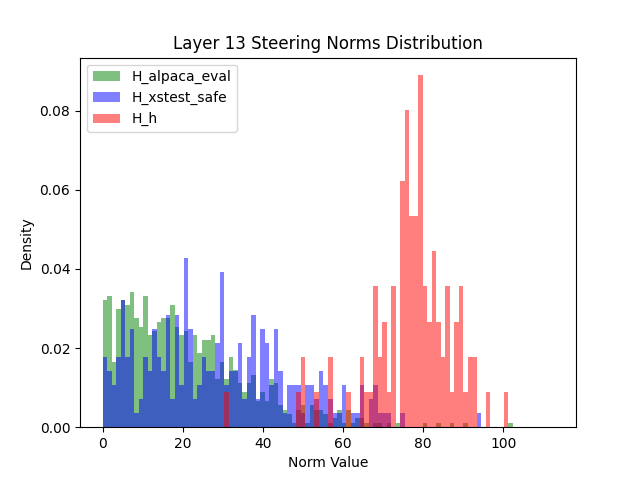 Layer 13 Steering Norms Distribution
H_alpaca_eval
H_xstest_safe
H_h
Density
0.08
0.06
0.04
0.02
0.00
0
20
40
60
80
100
Norm Value